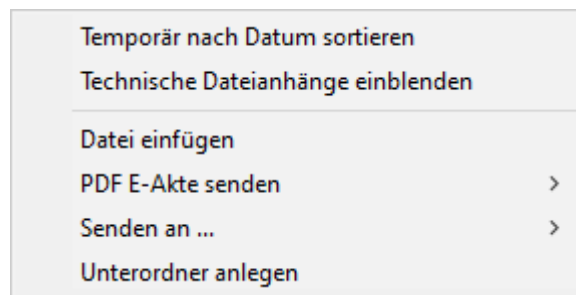 Temporär nach Datum sortieren
Technische Dateianhänge einblenden
Datei einfügen
PDF E-Akte senden
Senden an ...
Unterordner anlegen